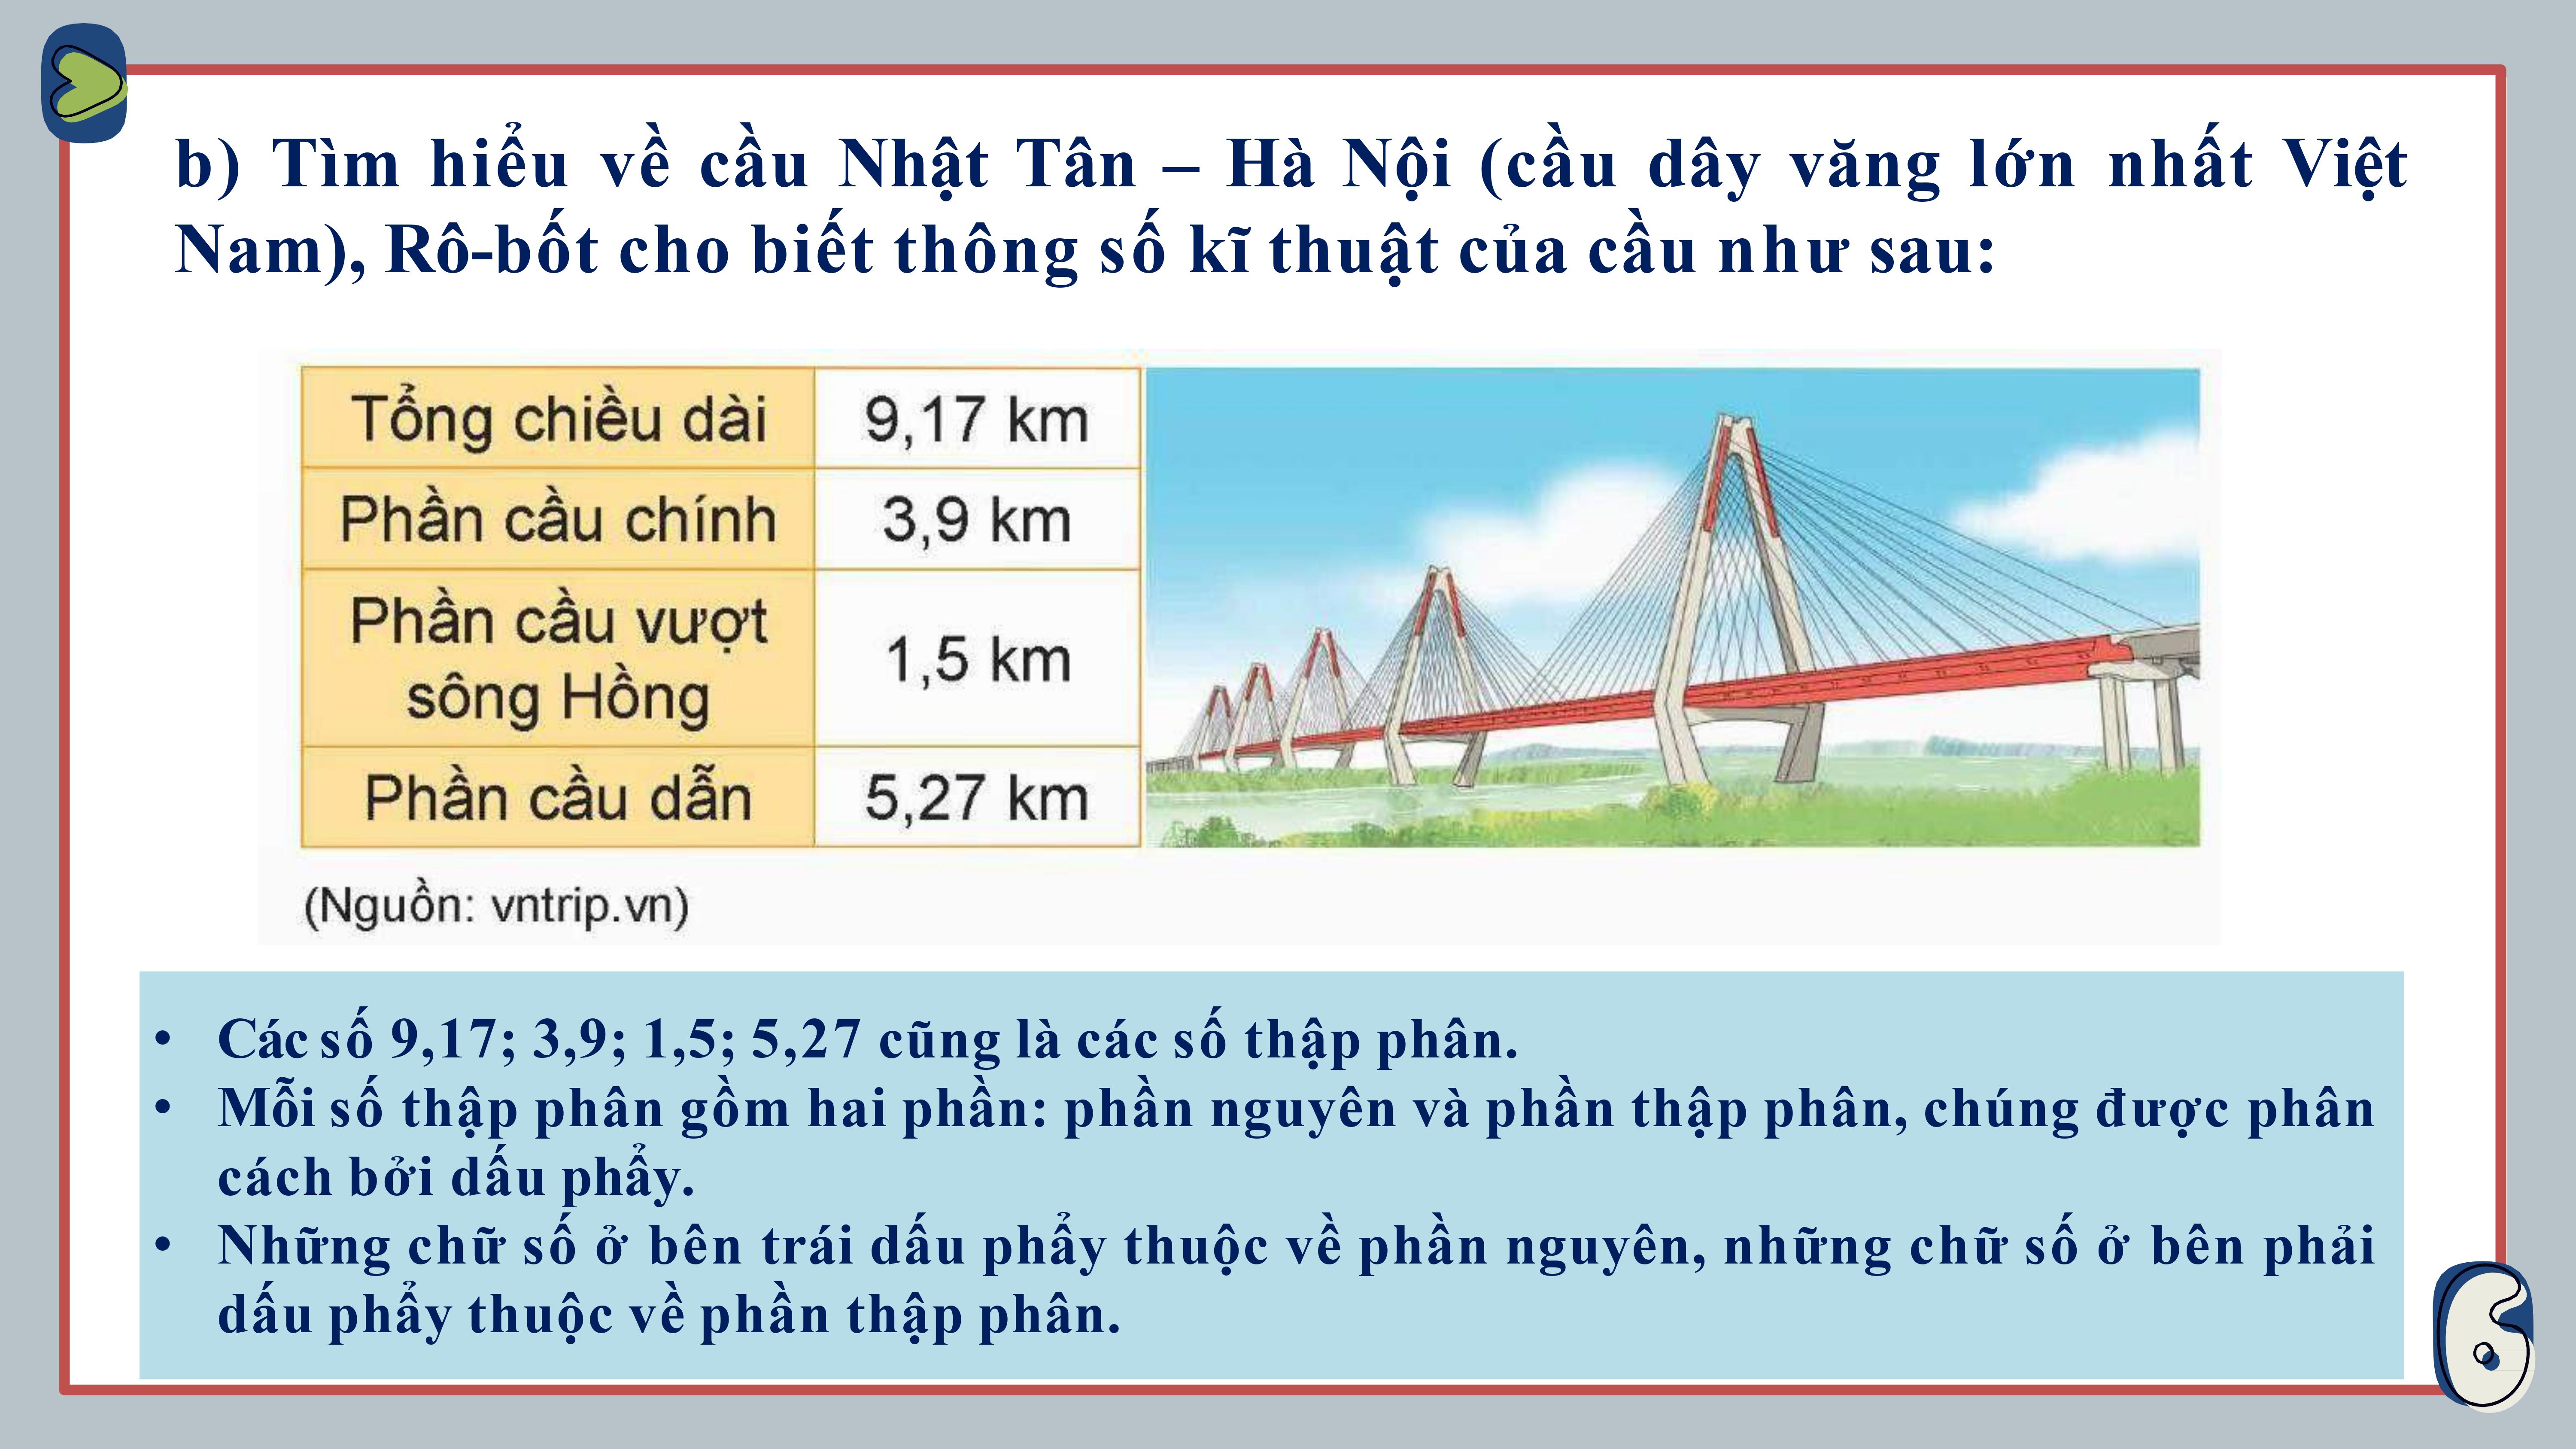 b) Tìm hiểu về cầu Nhật Tân – Hà Nội (cầu dây văng lớn nhất Việt
Nam), Rô-bốt cho biết thông số kĩ thuật của cầu như sau:
Tổng chiều dài 9,17 km
Phần cầu chính 3,9 km
Phần cầu vượt
sông Hồng 1,5 km
Phần cầu dẫn 5,27 km
(Nguồn: vntrip.vn)
• Các số 9,17; 3,9; 1,5; 5,27 cũng là các số thập phân.
• Mỗi số thập phân gồm hai phần: phần nguyên và phần thập phân, chúng được phân
cách bởi dấu phẩy.
• Những chữ số ở bên trái dấu phẩy thuộc về phần nguyên, những chữ số ở bên phải
dấu phẩy thuộc về phần thập phân.